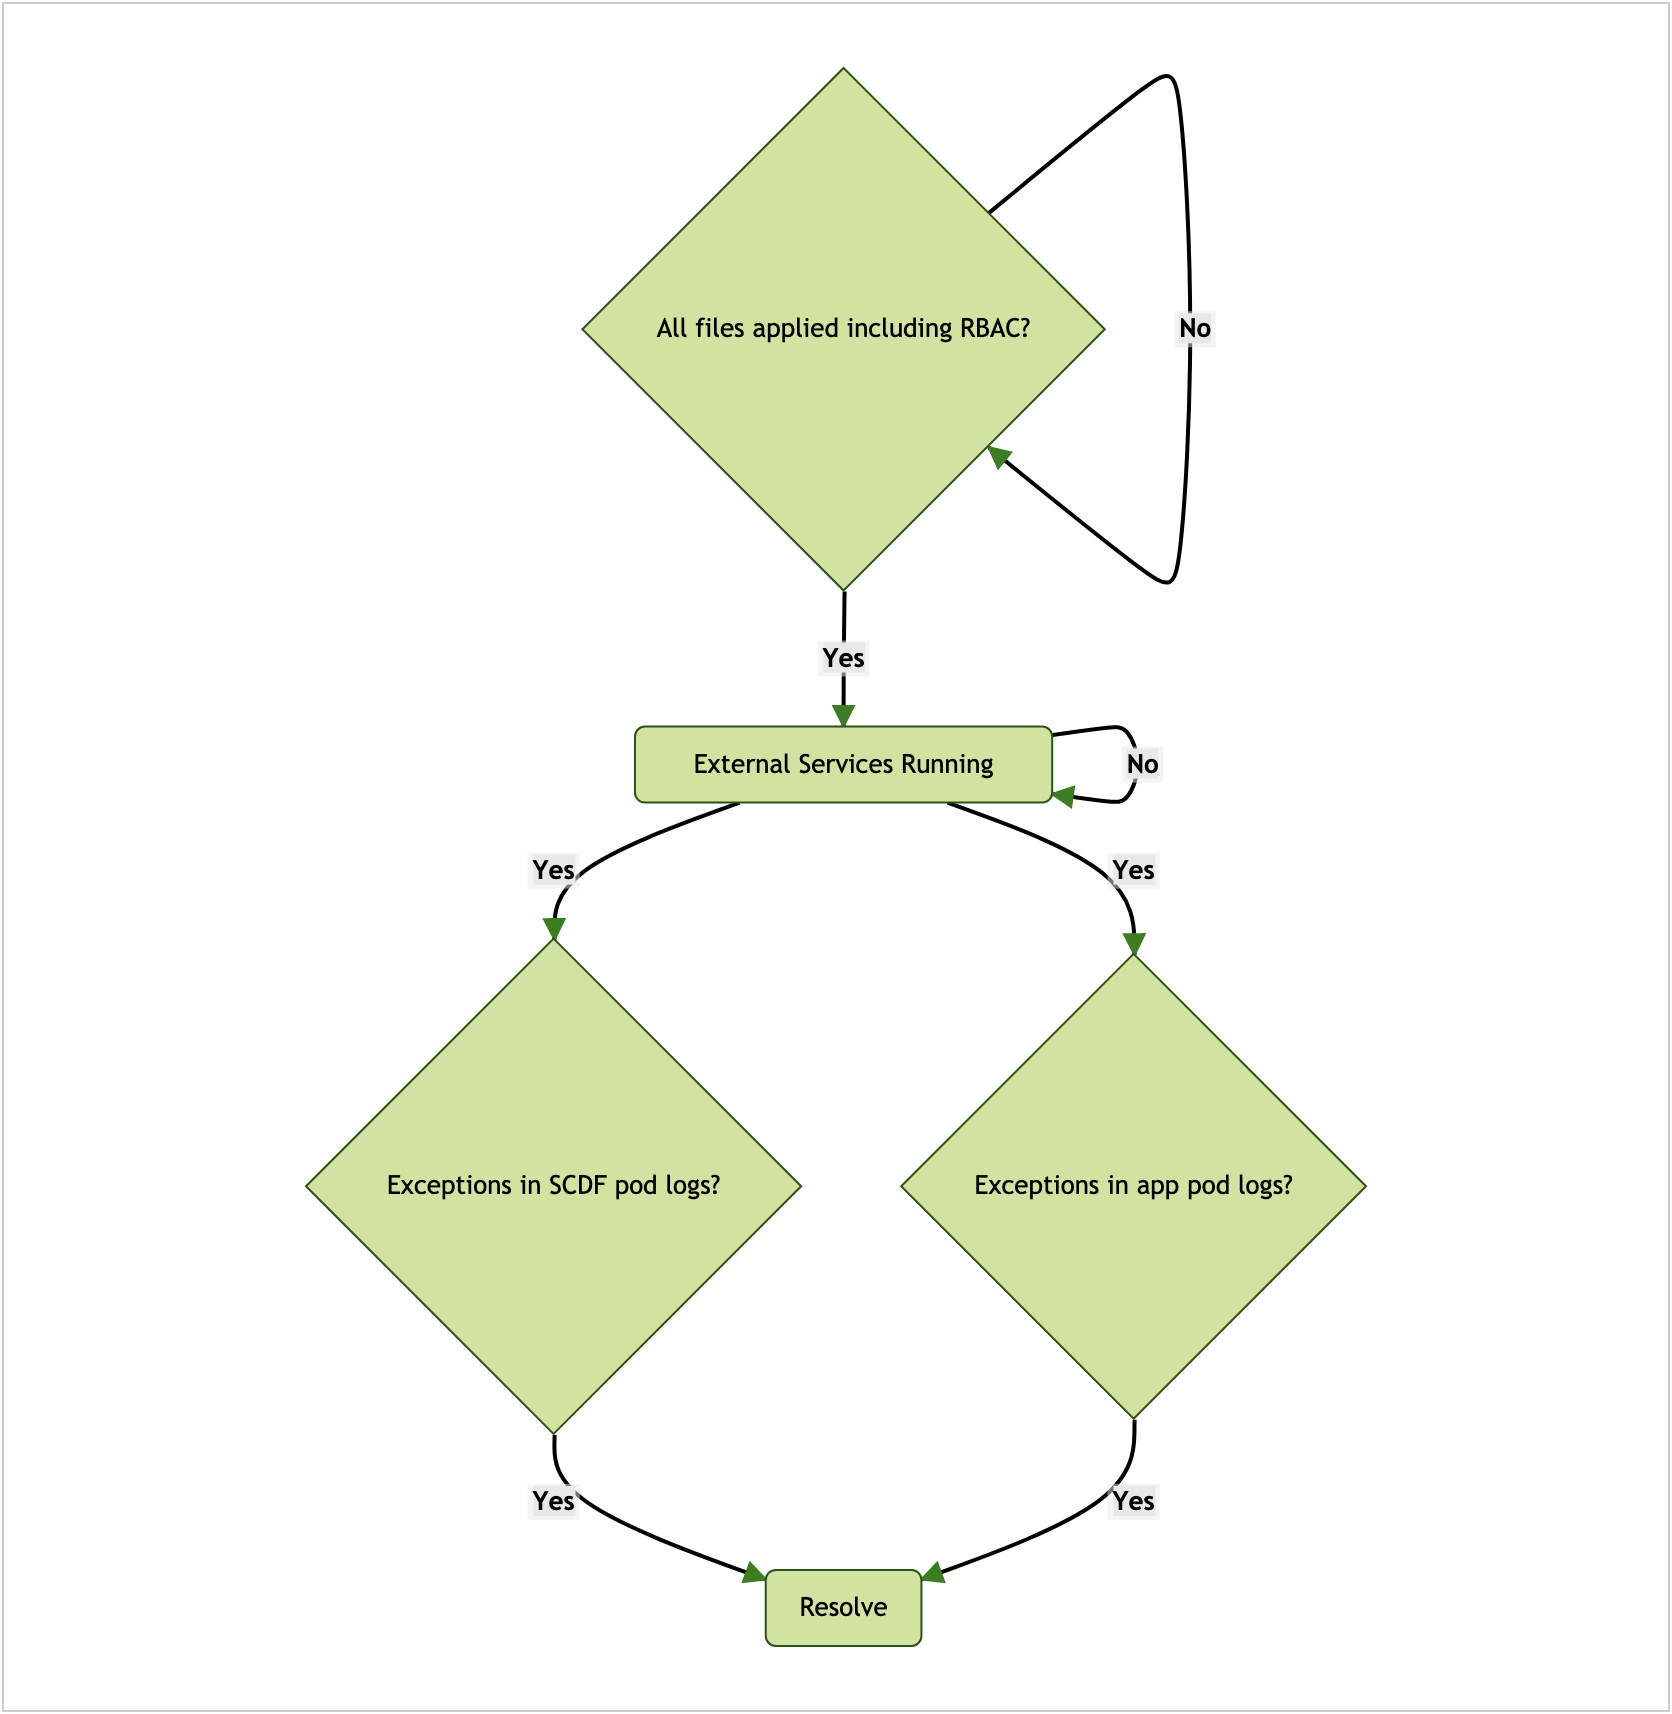 All files applied including RBAC?
No
Yes
External Services Running
No
Yes
Yes
Exceptions in SCDF pod logs?
Exceptions in app pod logs?
Yes
Yes
Resolve